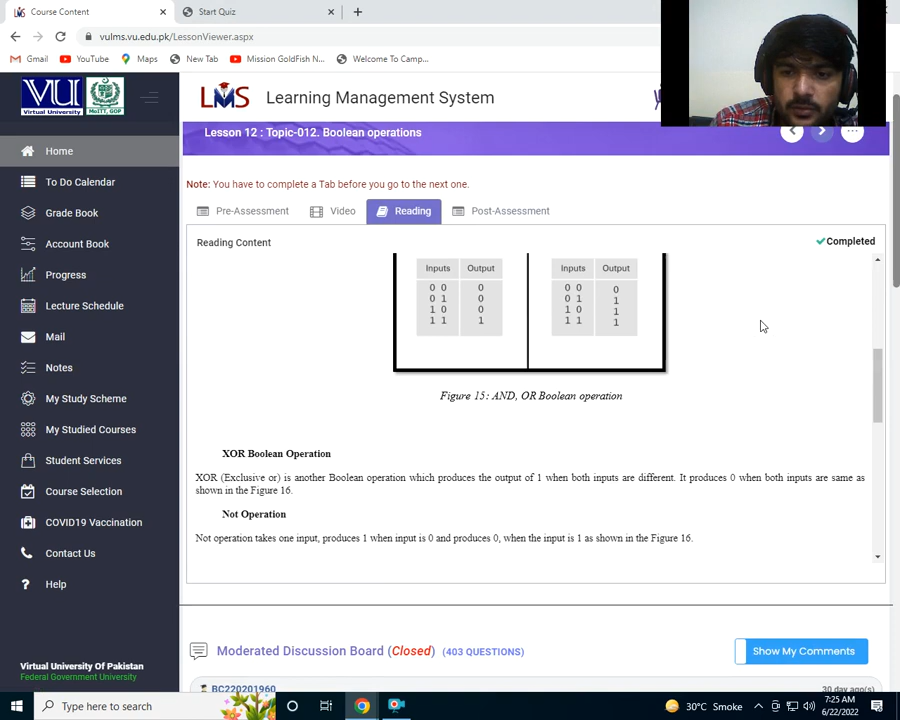 Course Content
Start Quiz
vulms.vu.edu.pk/LessonViewer.aspx
Gmail YouTube Maps New Tab Mission GoldFish N... Welcome To Camp...
VU
Virtual University
MoITT, GOP
LMS Learning Management System
Lesson 12 : Topic-012. Boolean operations
Home
To Do Calendar
Grade Book
Account Book
Progress
Lecture Schedule
Mail
Notes
My Study Scheme
My Studied Courses
Student Services
Course Selection
COVID19 Vaccination
Contact Us
Help
Virtual University Of Pakistan
Federal Government University
Note: You have to complete a Tab before you go to the next one.
Pre-Assessment Video Reading Post-Assessment
Reading Content
Completed
Inputs Output Inputs Output
0 0 0 0 0 0
0 1 0 0 1 1
1 0 0 1 0 1
1 1 1 1 1 1
Figure 15: AND, OR Boolean operation
XOR Boolean Operation
XOR (Exclusive or) is another Boolean operation which produces the output of 1 when both inputs are different. It produces 0 when both inputs are same as
shown in the Figure 16.
Not Operation
Not operation takes one input, produces 1 when input is 0 and produces 0, when the input is 1 as shown in the Figure 16.
Moderated Discussion Board (Closed) (403 QUESTIONS)
Show My Comments
BC220201960
30 day ago(s)
Type here to search
30°C Smoke
7:25 AM
6/22/2022